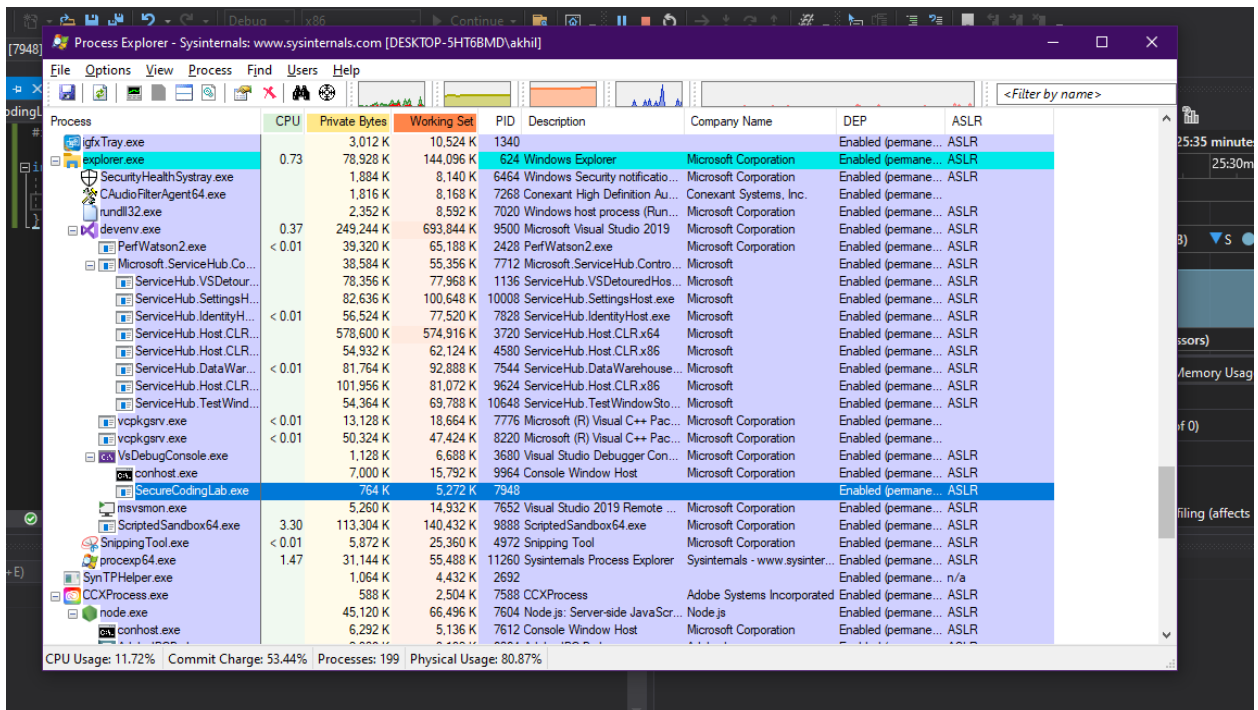 Debug x86 Continue
[7948]
Process Explorer - Sysinternals: www.sysinternals.com [DESKTOP-5HT6BMD\akhil]
File Options View Process Find Users Help
<Filter by name>
Process CPU Private Bytes Working Set PID Description Company Name DEP ASLR
igfxTray.exe 3,012 K 10,524 K 1340 Enabled (permane... ASLR
explorer.exe 0.73 78,928 K 144,096 K 624 Windows Explorer Microsoft Corporation Enabled (permane... ASLR
SecurityHealthSystray.exe 1,884 K 8,140 K 6464 Windows Security notificatio... Microsoft Corporation Enabled (permane... ASLR
CAudioFilterAgent64.exe 1,816 K 8,168 K 7268 Conexant High Definition Au... Conexant Systems, Inc. Enabled (permane...
rundll32.exe 2,352 K 8,592 K 7020 Windows host process (Run... Microsoft Corporation Enabled (permane... ASLR
devenv.exe 0.37 249,244 K 693,844 K 9500 Microsoft Visual Studio 2019 Microsoft Corporation Enabled (permane... ASLR
PerfWatson2.exe < 0.01 39,320 K 65,188 K 2428 PerfWatson2.exe Microsoft Corporation Enabled (permane... ASLR
Microsoft.ServiceHub.Co... 38,584 K 55,356 K 7712 Microsoft.ServiceHub.Contro... Microsoft Enabled (permane... ASLR
ServiceHub.VSDetour... 78,356 K 77,968 K 1136 ServiceHub.VSDetouredHos... Microsoft Enabled (permane... ASLR
ServiceHub.SettingsH... 82,636 K 100,648 K 10008 ServiceHub.SettingsHost.exe Microsoft Enabled (permane... ASLR
ServiceHub.IdentityH... < 0.01 56,524 K 77,520 K 7828 ServiceHub.IdentityHost.exe Microsoft Enabled (permane... ASLR
ServiceHub.Host.CLR... 578,600 K 574,916 K 3720 ServiceHub.Host.CLR.x64 Microsoft Enabled (permane... ASLR
ServiceHub.Host.CLR... 54,932 K 62,124 K 4580 ServiceHub.Host.CLR.x86 Microsoft Enabled (permane... ASLR
ServiceHub.DataWar... < 0.01 81,764 K 92,888 K 7544 ServiceHub.DataWarehouse... Microsoft Enabled (permane... ASLR
ServiceHub.Host.CLR... 101,956 K 81,072 K 9624 ServiceHub.Host.CLR.x86 Microsoft Enabled (permane... ASLR
ServiceHub.TestWind... 54,364 K 69,788 K 10648 ServiceHub.TestWindowSto... Microsoft Enabled (permane... ASLR
vcpkgsrv.exe < 0.01 13,128 K 18,664 K 7776 Microsoft (R) Visual C++ Pac... Microsoft Corporation Enabled (permane...
vcpkgsrv.exe < 0.01 50,324 K 47,424 K 8220 Microsoft (R) Visual C++ Pac... Microsoft Corporation Enabled (permane...
VsDebugConsole.exe 1,128 K 6,688 K 3680 Visual Studio Debugger Con... Microsoft Corporation Enabled (permane... ASLR
conhost.exe 7,000 K 15,792 K 9964 Console Window Host Microsoft Corporation Enabled (permane... ASLR
SecureCodingLab.exe 764 K 5,272 K 7948 Enabled (permane... ASLR
msvsmon.exe 5,260 K 14,932 K 7652 Visual Studio 2019 Remote ... Microsoft Corporation Enabled (permane... ASLR
ScriptedSandbox64.exe 3.30 113,304 K 140,432 K 9888 ScriptedSandbox64.exe Microsoft Corporation Enabled (permane... ASLR
SnippingTool.exe < 0.01 5,872 K 25,360 K 4972 Snipping Tool Microsoft Corporation Enabled (permane... ASLR
procexp64.exe 1.47 31,144 K 55,488 K 11260 Sysinternals Process Explorer Sysinternals - www.sysinter... Enabled (permane... ASLR
SynTPHelper.exe 1,064 K 4,432 K 2692 Enabled (permane... n/a
CCXProcess.exe 588 K 2,504 K 7588 CCXProcess Adobe Systems Incorporated Enabled (permane... ASLR
node.exe 45,120 K 66,496 K 7604 Node.js: Server-side JavaScr... Node.js Enabled (permane... ASLR
conhost.exe 6,292 K 5,136 K 7612 Console Window Host Microsoft Corporation Enabled (permane... ASLR
CPU Usage: 11.72% Commit Charge: 53.44% Processes: 199 Physical Usage: 80.87%
25:35 minute
25:30m
B) S
ssors)
Memory Usag
of 0)
filing (affects
+E)